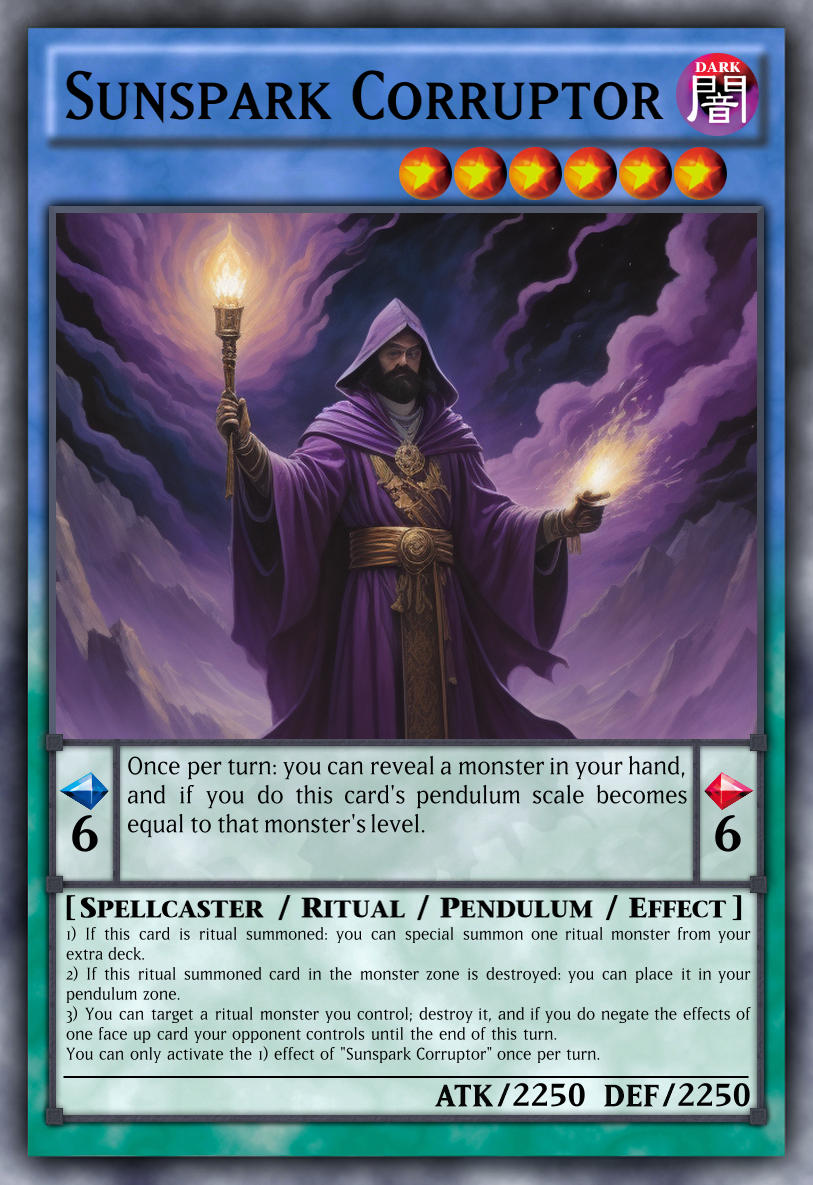 Sunspark Corruptor
DARK
闇
Once per turn: you can reveal a monster in your hand,
and if you do this card's pendulum scale becomes
equal to that monster's level.
6
6
[Spellcaster / Ritual / Pendulum / Effect]
1) If this card is ritual summoned: you can special summon one ritual monster from your
extra deck.
2) If this ritual summoned card in the monster zone is destroyed: you can place it in your
pendulum zone.
3) You can target a ritual monster you control; destroy it, and if you do negate the effects of
one face up card your opponent controls until the end of this turn.
You can only activate the 1) effect of "Sunspark Corruptor" once per turn.
ATK/2250 DEF/2250